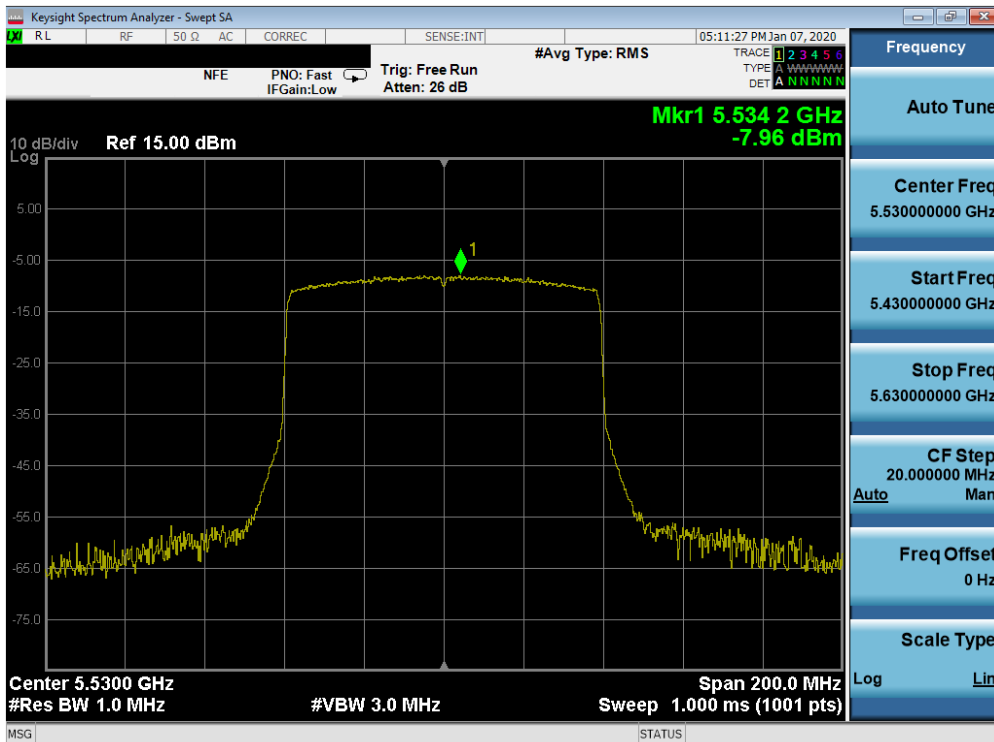 Keysight Spectrum Analyzer - Swept SA
LXI RL RF 50 Ω AC CORREC SENSE:INT 05:11:27 PM Jan 07, 2020
#Avg Type: RMS TRACE 1 2 3 4 5 6
NFE PNO: Fast Trig: Free Run TYPE A WWWWW
IFGain:Low Atten: 26 dB DET A N N N N N
Mkr1 5.534 2 GHz
-7.96 dBm
10 dB/div Ref 15.00 dBm
Log
1
5.00
-5.00
-15.0
-25.0
-35.0
-45.0
-55.0
-65.0
-75.0
Center 5.5300 GHz Span 200.0 MHz
#Res BW 1.0 MHz #VBW 3.0 MHz Sweep 1.000 ms (1001 pts)
MSG STATUS
Frequency
Auto Tune
Center Freq
5.530000000 GHz
Start Freq
5.430000000 GHz
Stop Freq
5.630000000 GHz
CF Step
20.000000 MHz
Auto Man
Freq Offset
0 Hz
Scale Type
Log Lin